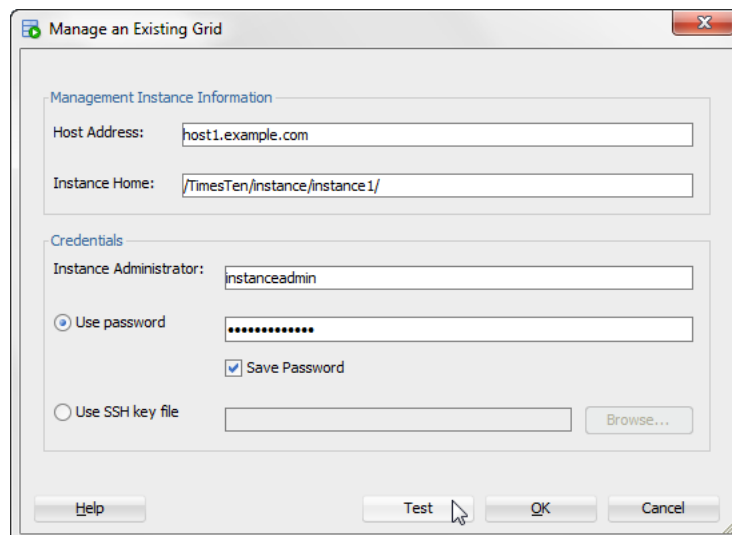 Manage an Existing Grid
Management Instance Information
Host Address: host1.example.com
Instance Home: /TimesTen/instance/instance1/
Credentials
Instance Administrator: instanceadmin
Use password •••••••••••••
Save Password
Use SSH key file Browse...
Help Test OK Cancel